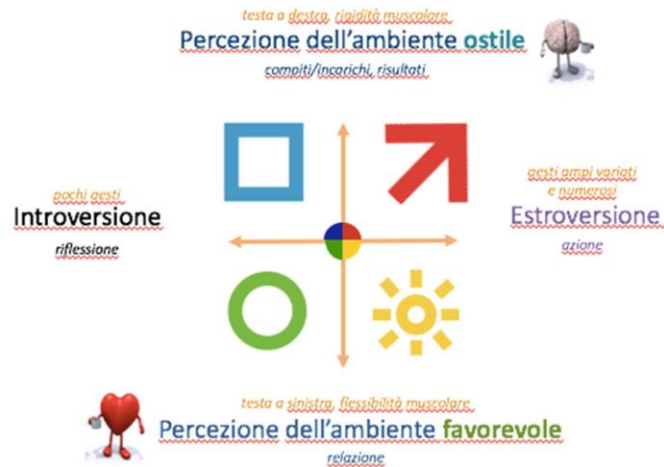 testa a destra, rigidità muscolare
Percezione dell'ambiente ostile
compiti/incarichi, risultati
pochi gesti
Introversione
riflessione
gesti ampi variati
e numerosi
Estroversione
azione
testa a sinistra, flessibilità muscolare
Percezione dell'ambiente favorevole
relazione